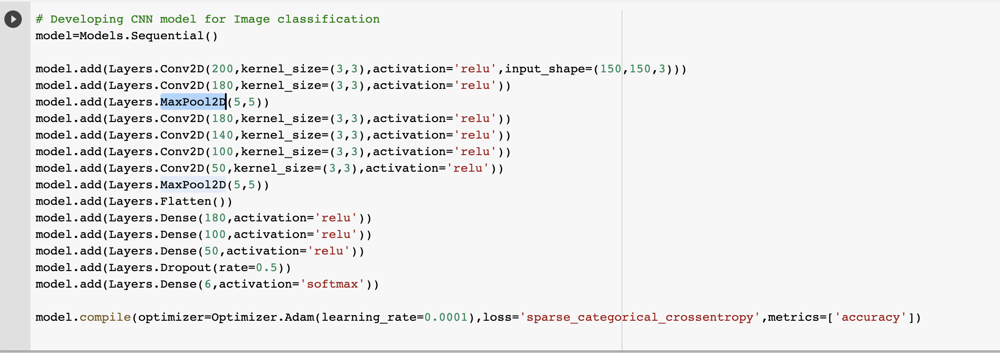 # Developing CNN model for Image classification
model=Models.Sequential()
model.add(Layers.Conv2D(200,kernel_size=(3,3),activation='relu',input_shape=(150,150,3)))
model.add(Layers.Conv2D(180,kernel_size=(3,3),activation='relu'))
model.add(Layers.MaxPool2D(5,5))
model.add(Layers.Conv2D(180,kernel_size=(3,3),activation='relu'))
model.add(Layers.Conv2D(140,kernel_size=(3,3),activation='relu'))
model.add(Layers.Conv2D(100,kernel_size=(3,3),activation='relu'))
model.add(Layers.Conv2D(50,kernel_size=(3,3),activation='relu'))
model.add(Layers.MaxPool2D(5,5))
model.add(Layers.Flatten())
model.add(Layers.Dense(180,activation='relu'))
model.add(Layers.Dense(100,activation='relu'))
model.add(Layers.Dense(50,activation='relu'))
model.add(Layers.Dropout(rate=0.5))
model.add(Layers.Dense(6,activation='softmax'))
model.compile(optimizer=Optimizer.Adam(learning_rate=0.0001),loss='sparse_categorical_crossentropy',metrics=['accuracy'])